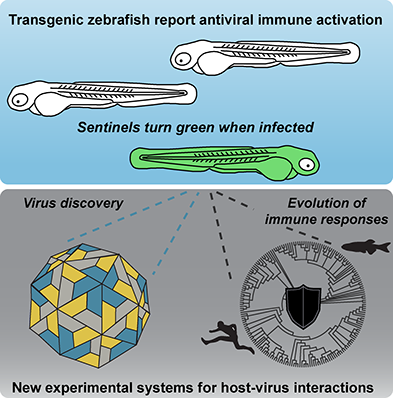 Transgenic zebrafish report antiviral immune activation
Sentinels turn green when infected
Virus discovery
Evolution of
immune responses
New experimental systems for host-virus interactions